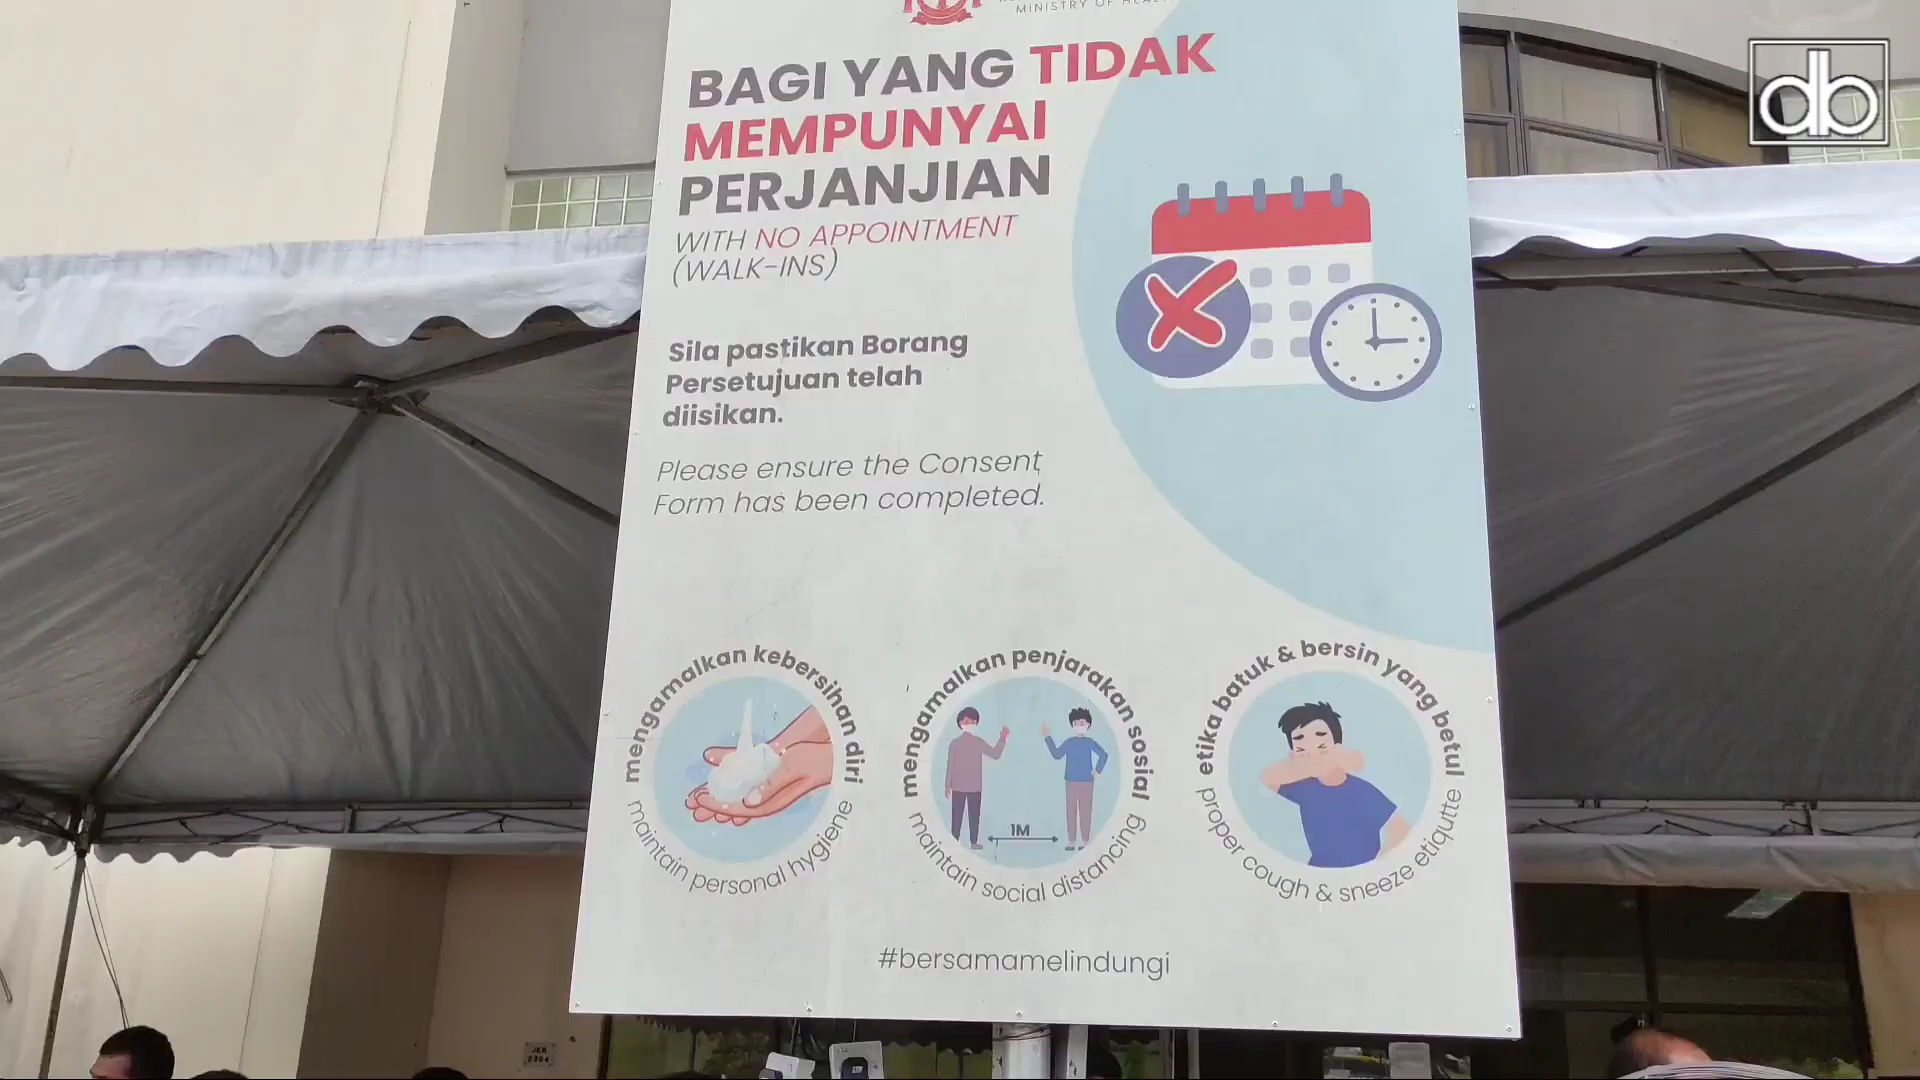 MINISTRY OF HEALTH
db
BAGI YANG TIDAK
MEMPUNYAI
PERJANJIAN
WITH NO APPOINTMENT
(WALK-INS)
Sila pastikan Borang
Persetujuan telah
diisikan.
Please ensure the Consent
Form has been completed.
mengamalkan kebersihan diri
maintain personal hygiene
mengamalkan penjarakan sosial
1M
maintain social distancing
etika batuk & bersin yang betul
proper cough & sneeze etiqutte
#bersamamelindungi
JKR